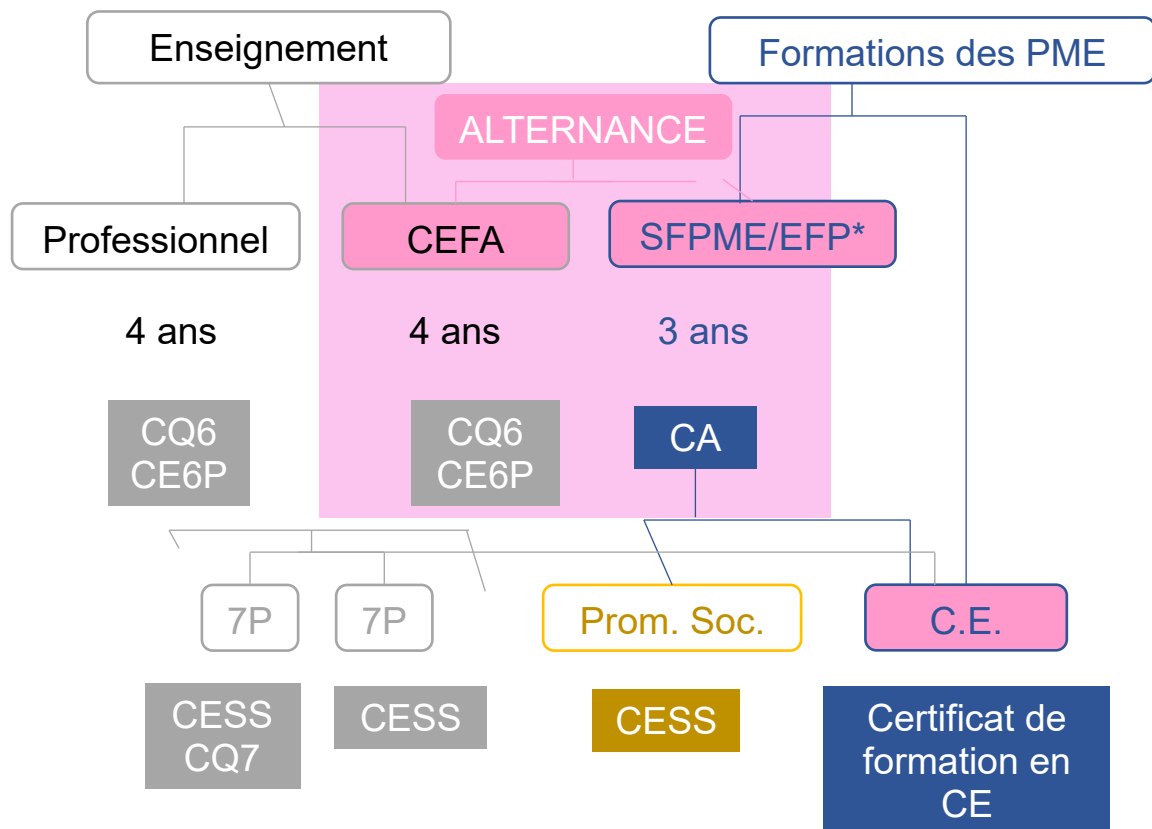 Enseignement
Formations des PME
ALTERNANCE
Professionnel
CEFA
SFPME/EFP*
4 ans
4 ans
3 ans
CQ6
CE6P
CQ6
CE6P
CA
7P
7P
Prom. Soc.
C.E.
CESS
CQ7
CESS
CESS
Certificat de
formation en
CE